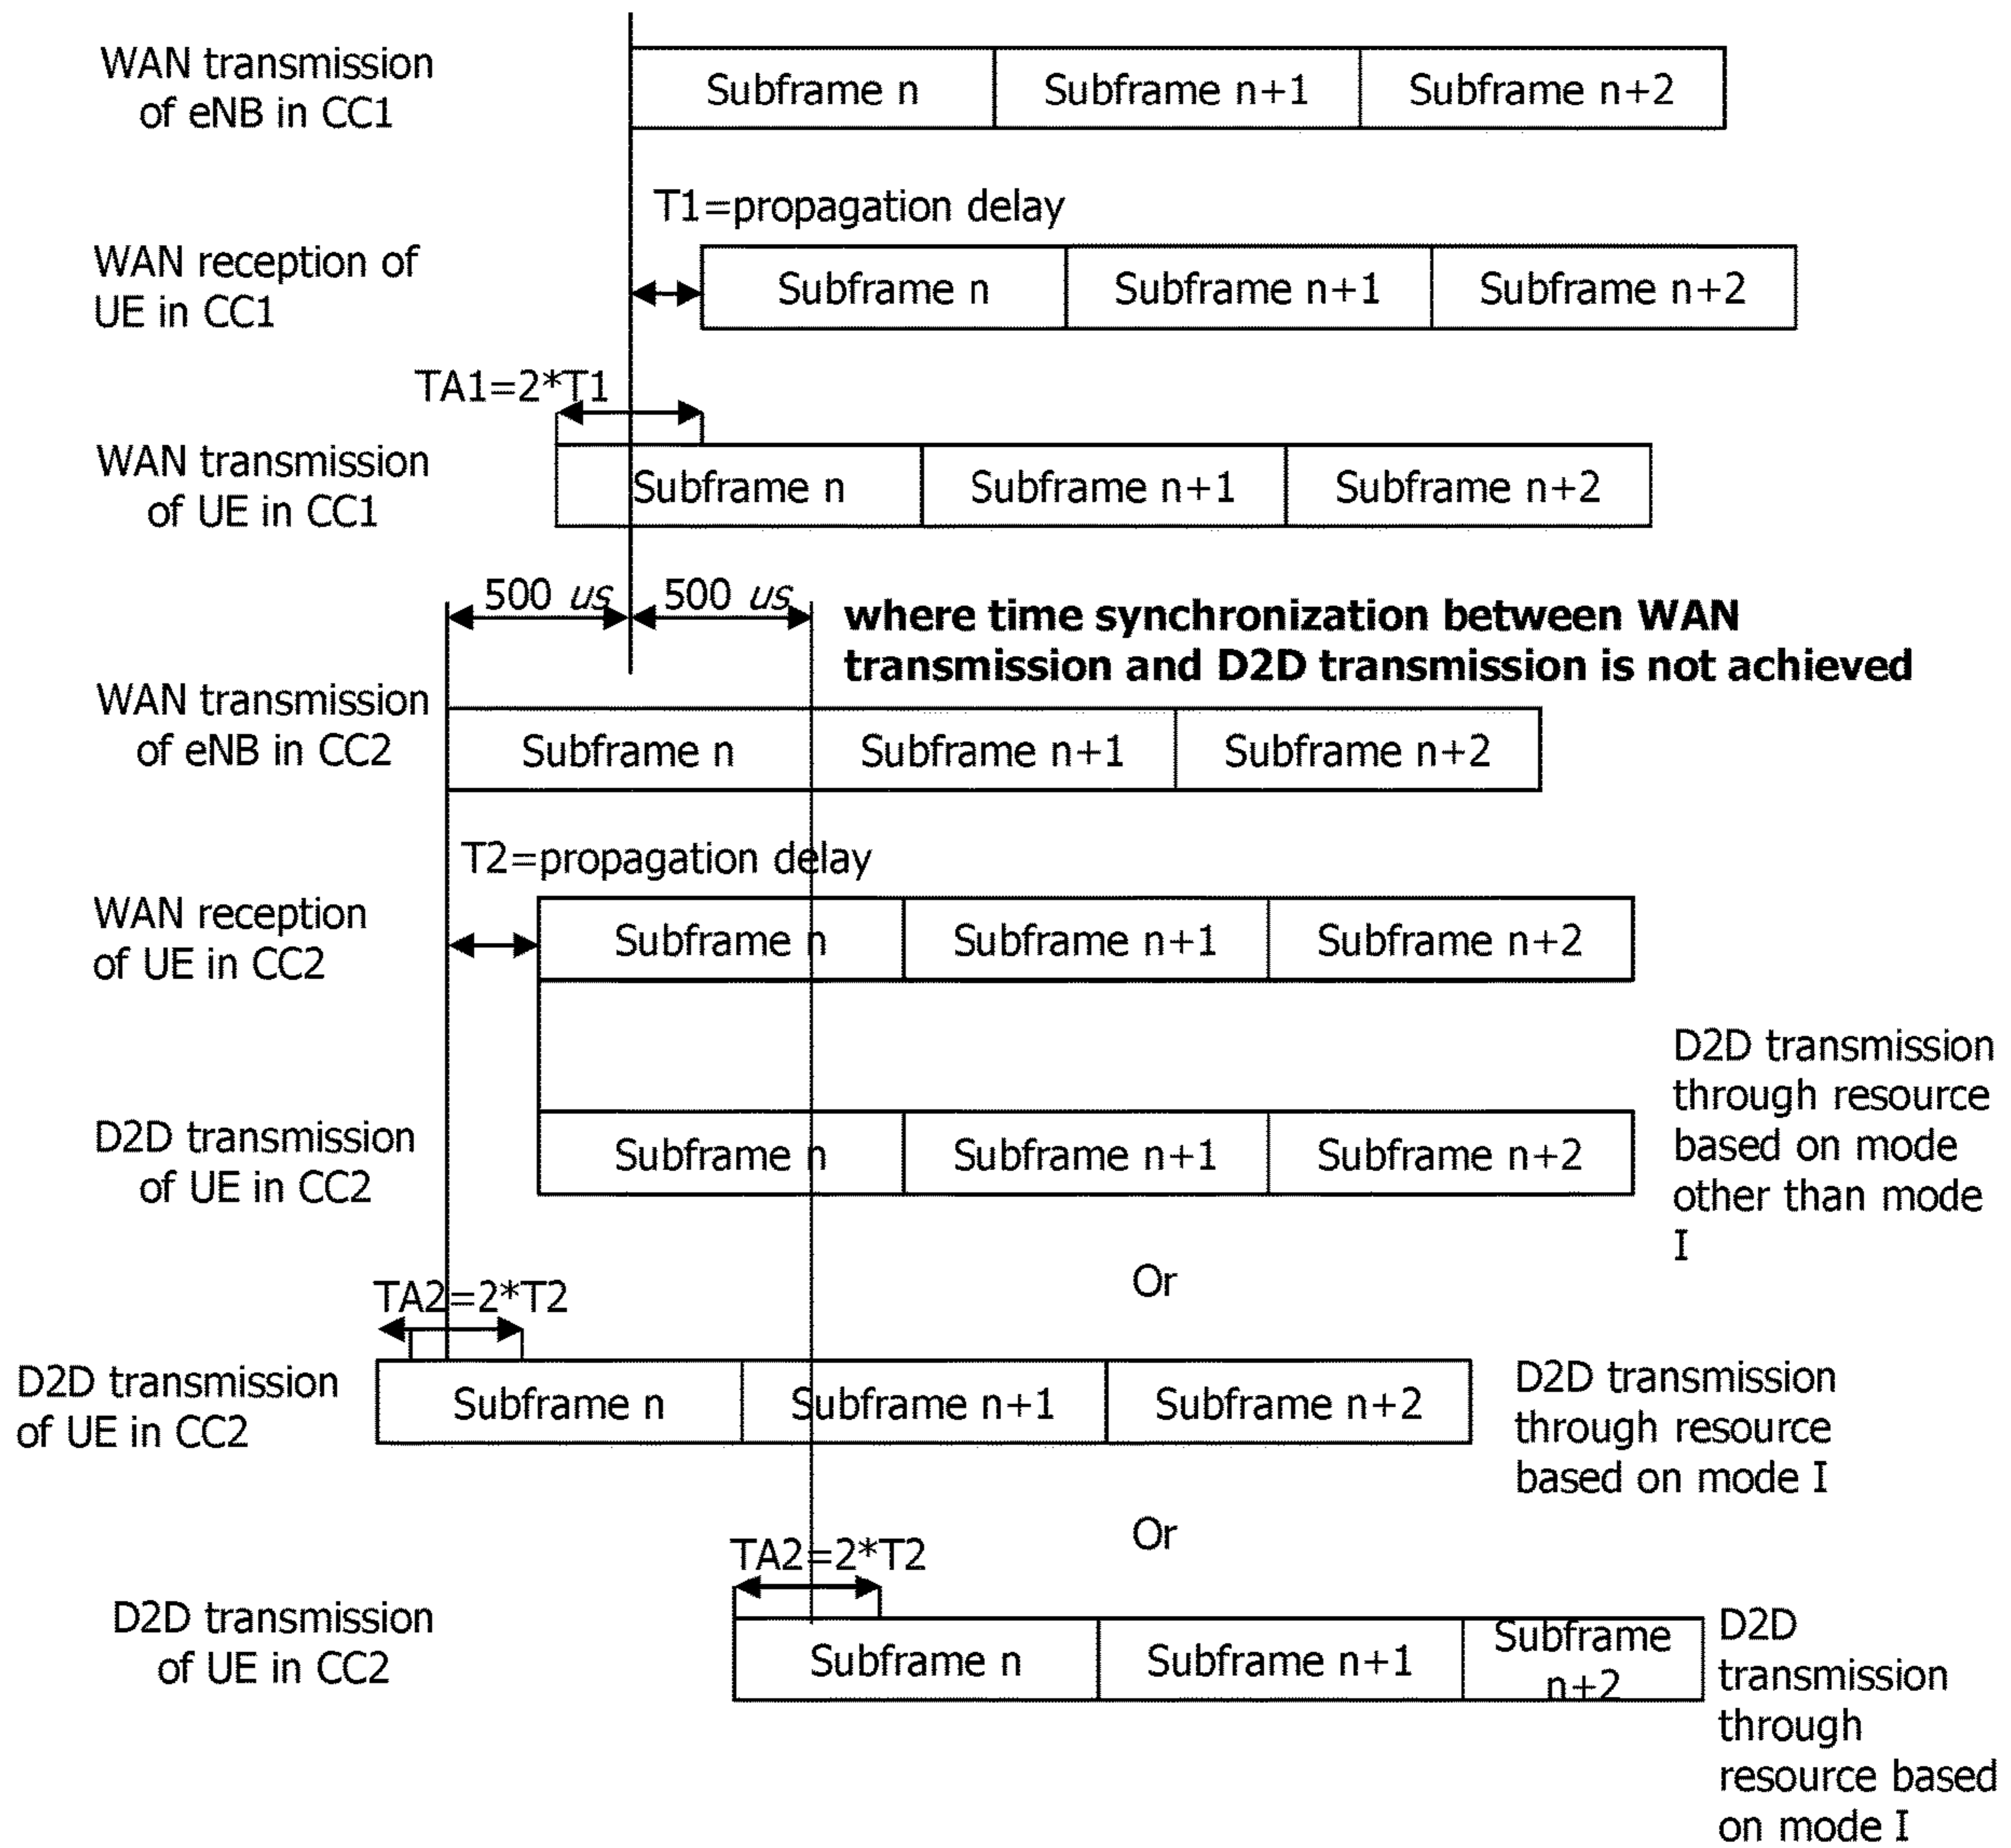 WAN transmission
of eNB in CC1
Subframe n
Subframe n+1
Subframe n+2
T1=propagation delay
WAN reception of
UE in CC1
Subframe n
Subframe n+1
Subframe n+2
TA1=2*T1
WAN transmission
of UE in CC1
Subframe n
Subframe n+1
Subframe n+2
500 us
500 us
where time synchronization between WAN
transmission and D2D transmission is not achieved
WAN transmission
of eNB in CC2
Subframe n
Subframe n+1
Subframe n+2
T2=propagation delay
WAN reception
of UE in CC2
Subframe n
Subframe n+1
Subframe n+2
D2D transmission
of UE in CC2
Subframe n
Subframe n+1
Subframe n+2
D2D transmission
through resource
based on mode
other than mode
I
Or
TA2=2*T2
D2D transmission
of UE in CC2
Subframe n
Subframe n+1
Subframe n+2
D2D transmission
through resource
based on mode I
Or
TA2=2*T2
D2D transmission
of UE in CC2
Subframe n
Subframe n+1
Subframe
n+2
D2D
transmission
through
resource based
on mode I